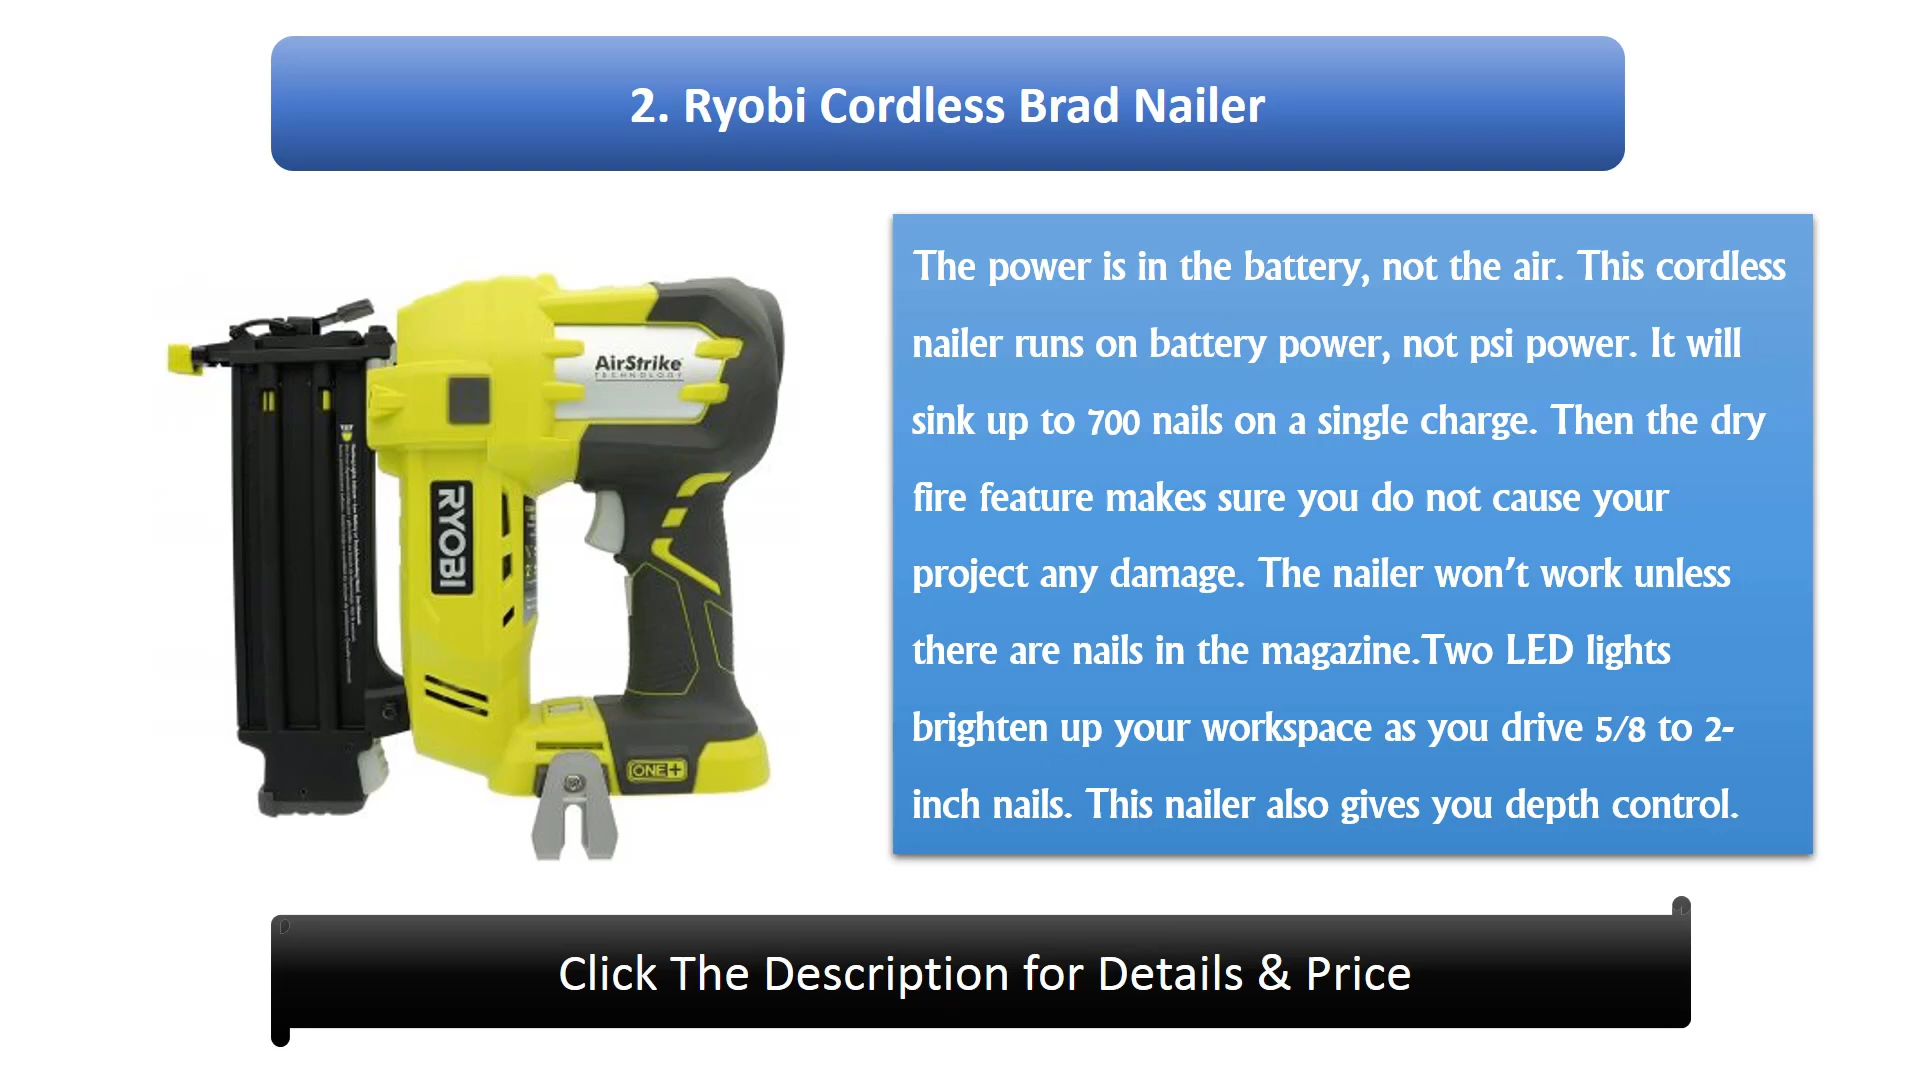 2. Ryobi Cordless Brad Nailer
The power is in the battery, not the air. This cordless
nailer runs on battery power, not psi power. It will
sink up to 700 nails on a single charge. Then the dry
fire feature makes sure you do not cause your
project any damage. The nailer won’t work unless
there are nails in the magazine.Two LED lights
brighten up your workspace as you drive 5/8 to 2-
inch nails. This nailer also gives you depth control.
AirStrike
TECHNOLOGY
RYOBI
ONE+
Click The Description for Details & Price